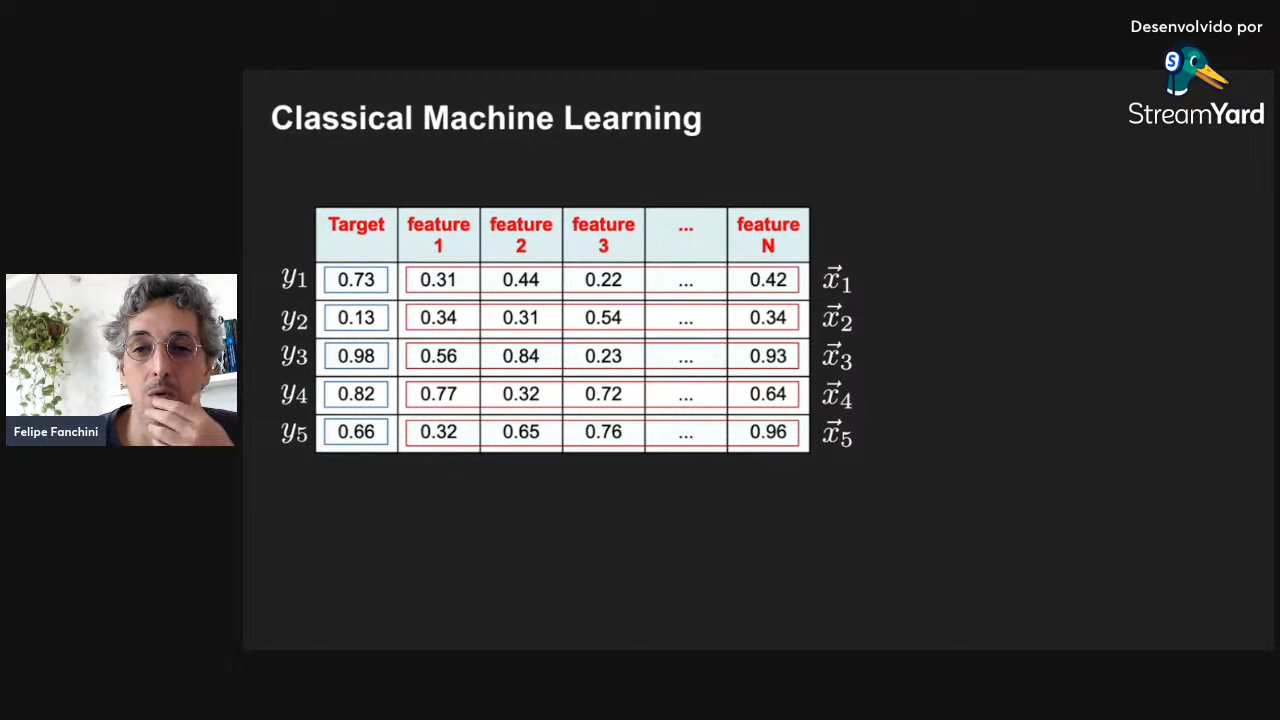 Desenvolvido por
StreamYard
Classical Machine Learning
Target feature 1 feature 2 feature 3 ... feature N
y1 0.73 0.31 0.44 0.22 ... 0.42 x⃗1
y2 0.13 0.34 0.31 0.54 ... 0.34 x⃗2
y3 0.98 0.56 0.84 0.23 ... 0.93 x⃗3
y4 0.82 0.77 0.32 0.72 ... 0.64 x⃗4
y5 0.66 0.32 0.65 0.76 ... 0.96 x⃗5
Felipe Fanchini